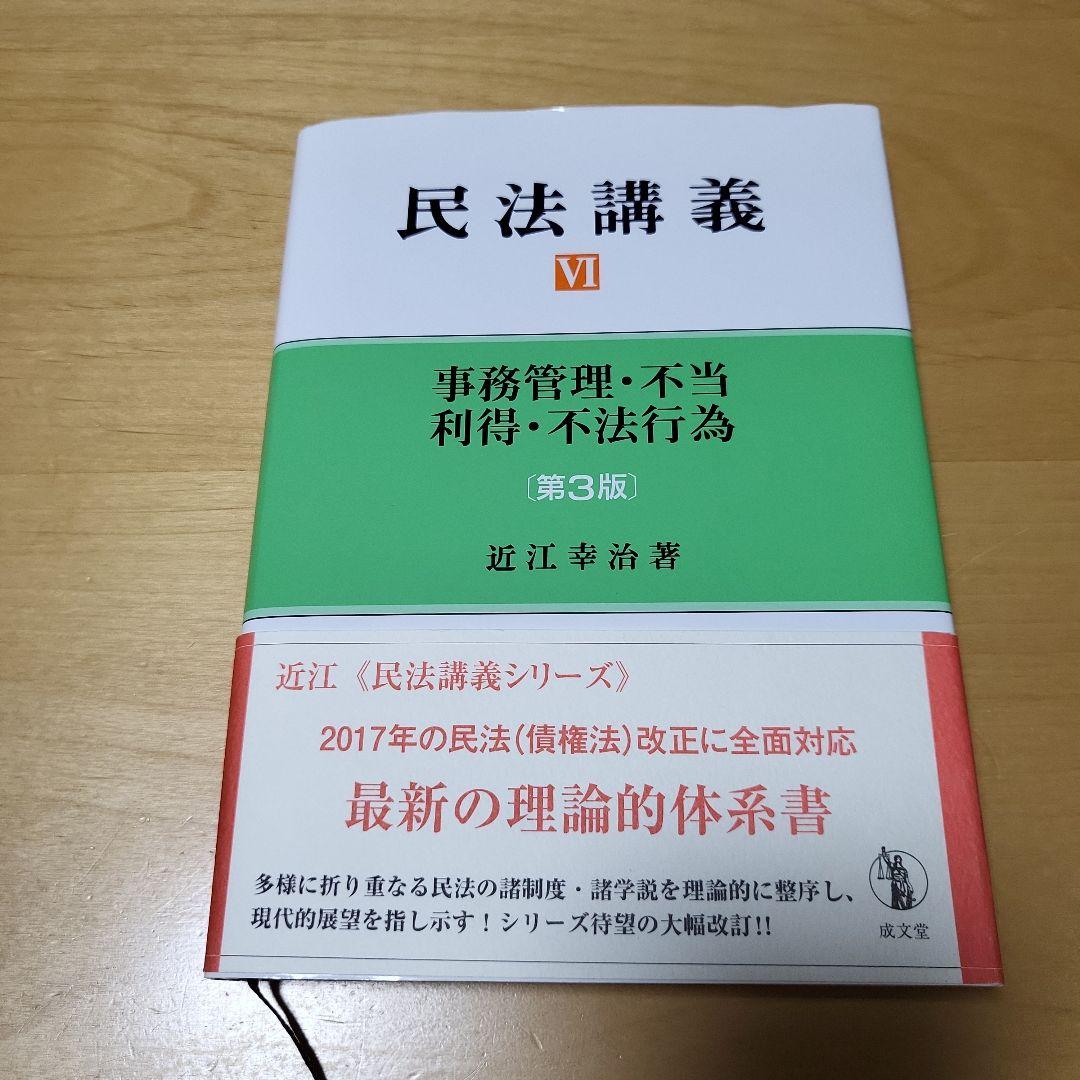 民法講義
VI
事務管理・不当
利得・不法行為
〔第3版〕
近江幸治著
近江《民法講義シリーズ》
2017年の民法(債権法)改正に全面対応
最新の理論的体系書
多様に折り重なる民法の諸制度・諸学説を理論的に整序し、
現代的展望を指し示す！シリーズ待望の大幅改訂!!
成文堂